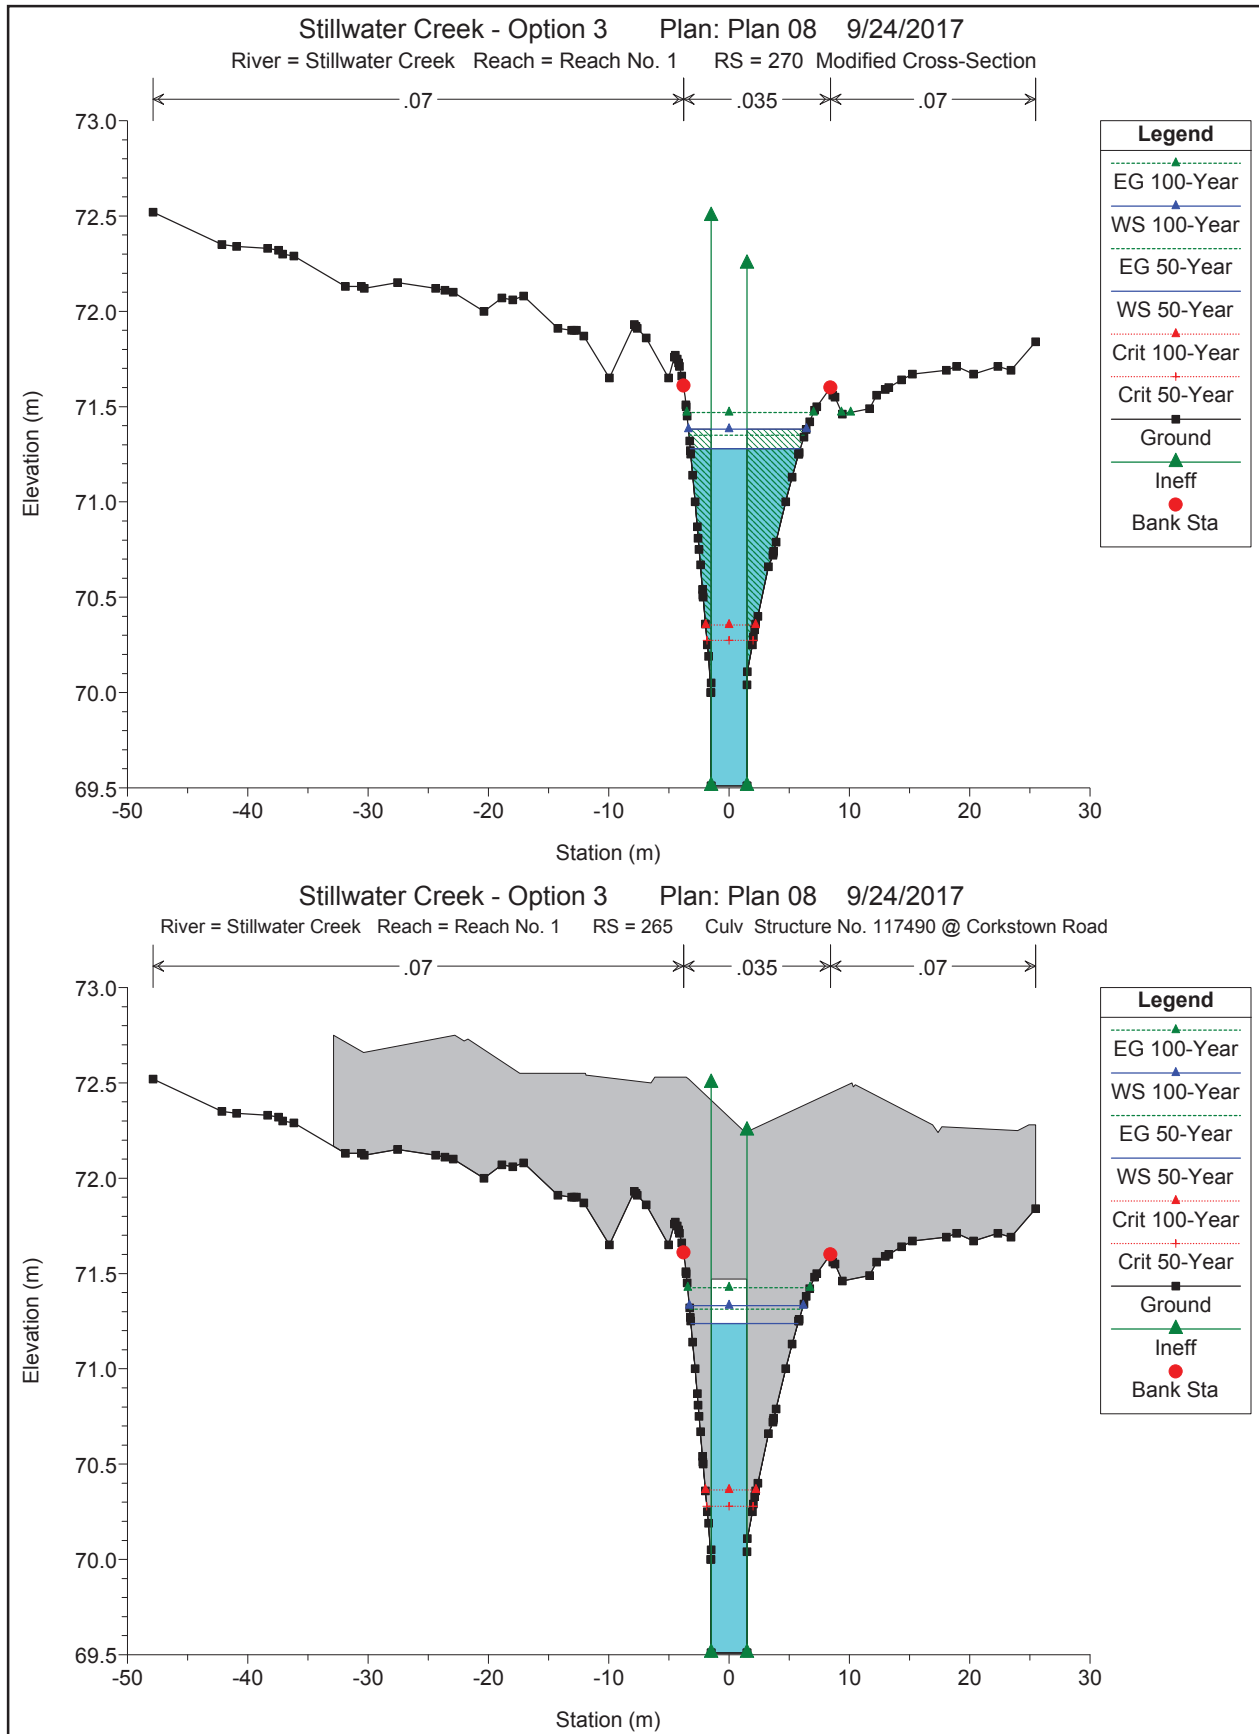 Stillwater Creek - Option 3 Plan: Plan 08 9/24/2017
River = Stillwater Creek Reach = Reach No. 1 RS = 270 Modified Cross-Section
.07 .035 .07
73.0
72.5
72.0
71.5
71.0
70.5
70.0
69.5
Elevation (m)
-50 -40 -30 -20 -10 0 10 20 30
Station (m)
Legend
EG 100-Year
WS 100-Year
EG 50-Year
WS 50-Year
Crit 100-Year
Crit 50-Year
Ground
Ineff
Bank Sta
Stillwater Creek - Option 3 Plan: Plan 08 9/24/2017
River = Stillwater Creek Reach = Reach No. 1 RS = 265 Culv Structure No. 117490 @ Corkstown Road
.07 .035 .07
73.0
72.5
72.0
71.5
71.0
70.5
70.0
69.5
Elevation (m)
-50 -40 -30 -20 -10 0 10 20 30
Station (m)
Legend
EG 100-Year
WS 100-Year
EG 50-Year
WS 50-Year
Crit 100-Year
Crit 50-Year
Ground
Ineff
Bank Sta